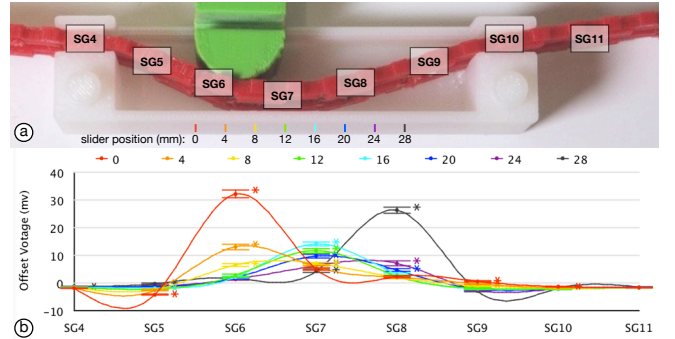 SG4
SG5
SG6
SG7
SG8
SG9
SG10
SG11
a
slider position (mm): 0 4 8 12 16 20 24 28
0 4 8 12 16 20 24 28
Offset Votage (mv)
40
30
20
10
0
−10
SG4 SG5 SG6 SG7 SG8 SG9 SG10 SG11
b